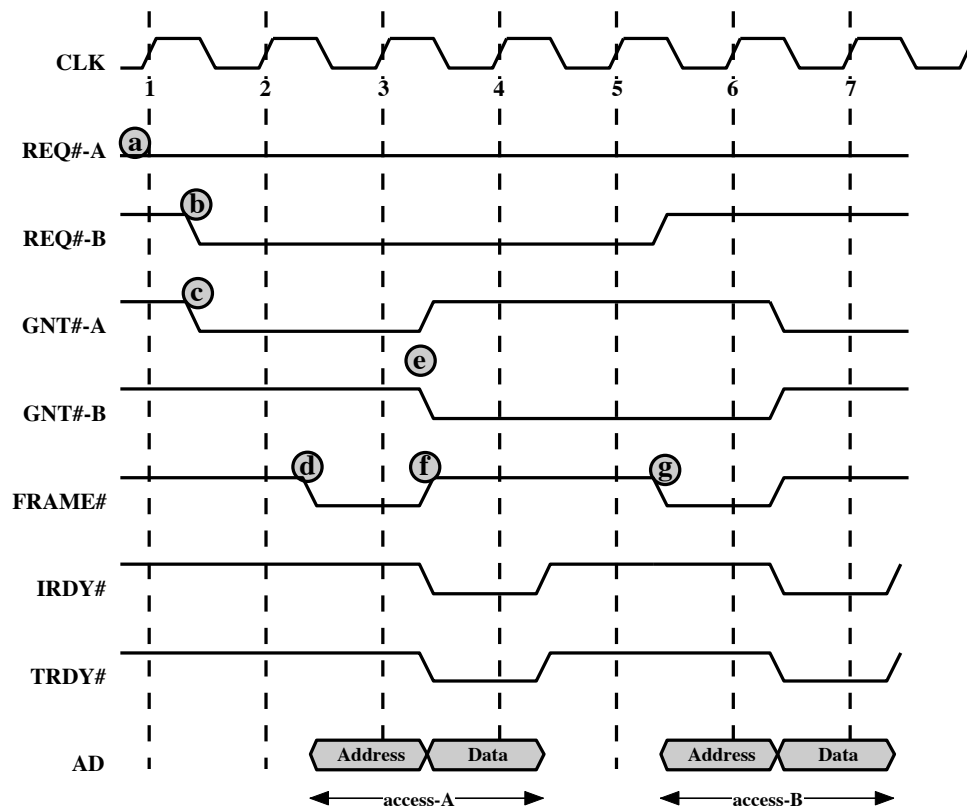 CLK
1 2 3 4 5 6 7
a
REQ#-A
b
REQ#-B
c
GNT#-A
e
GNT#-B
d f g
FRAME#
IRDY#
TRDY#
Address Data Address Data
AD
access-A access-B